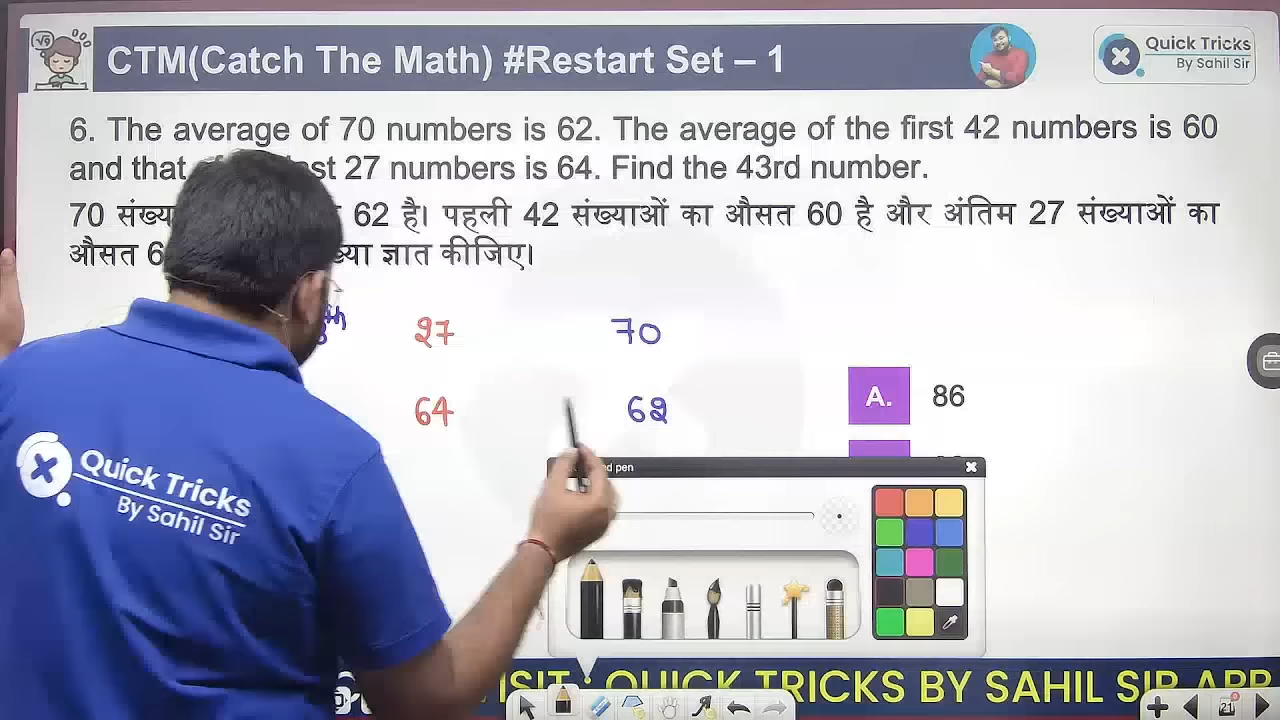 CTM(Catch The Math) #Restart Set – 1
Quick Tricks
By Sahil Sir
6. The average of 70 numbers is 62. The average of the first 42 numbers is 60
and that 27 numbers is 64. Find the 43rd number.
70 62 है। पहली 42 संख्याओं का औसत 60 है और अंतिम 27 संख्याओं का
औसत ज्ञात कीजिए।
27 70
64 62
A. 86
pen
Quick Tricks
By Sahil Sir
: QUICK TRICKS BY SAHIL SIR APP
21